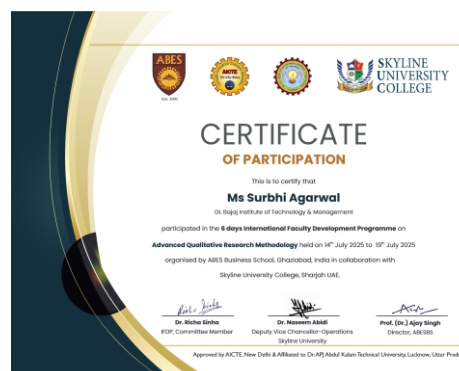 ABES
Estd. 2000
AICTE
SKYLINE
UNIVERSITY
COLLEGE
CERTIFICATE
OF PARTICIPATION
This is to certify that
Ms Surbhi Agarwal
GL Bajaj Institute of Technology & Management
participated in the 6 days International Faculty Development Programme on
Advanced Qualitative Research Methodology held on 14th July 2025 to 19th July 2025
organised by ABES Business School, Ghaziabad, India in collaboration with
Skyline University College, Sharjah UAE.
Dr. Richa Sinha
IFDP, Committee Member
Dr. Naseem Abidi
Deputy Vice Chancellor-Operations
Skyline University
Prof. (Dr.) Ajay Singh
Director, ABESBS
Approved by AICTE, New Delhi & Affiliated to Dr. APJ Abdul Kalam Technical University, Lucknow, Uttar Prade